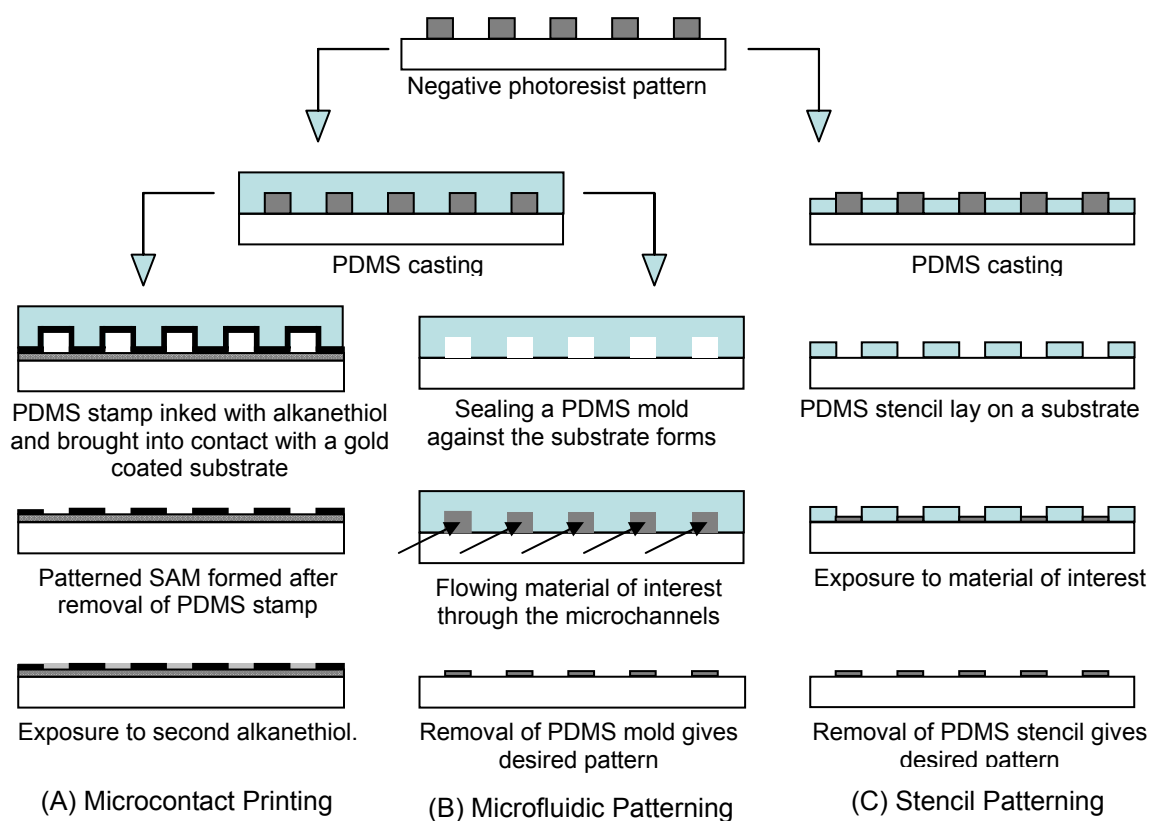 Negative photoresist pattern
PDMS casting
PDMS casting
PDMS stamp inked with alkanethiol
and brought into contact with a gold
coated substrate
Sealing a PDMS mold
against the substrate forms
PDMS stencil lay on a substrate
Patterned SAM formed after
removal of PDMS stamp
Flowing material of interest
through the microchannels
Exposure to material of interest
Exposure to second alkanethiol.
Removal of PDMS mold gives
desired pattern
Removal of PDMS stencil gives
desired pattern
(A) Microcontact Printing
(B) Microfluidic Patterning
(C) Stencil Patterning